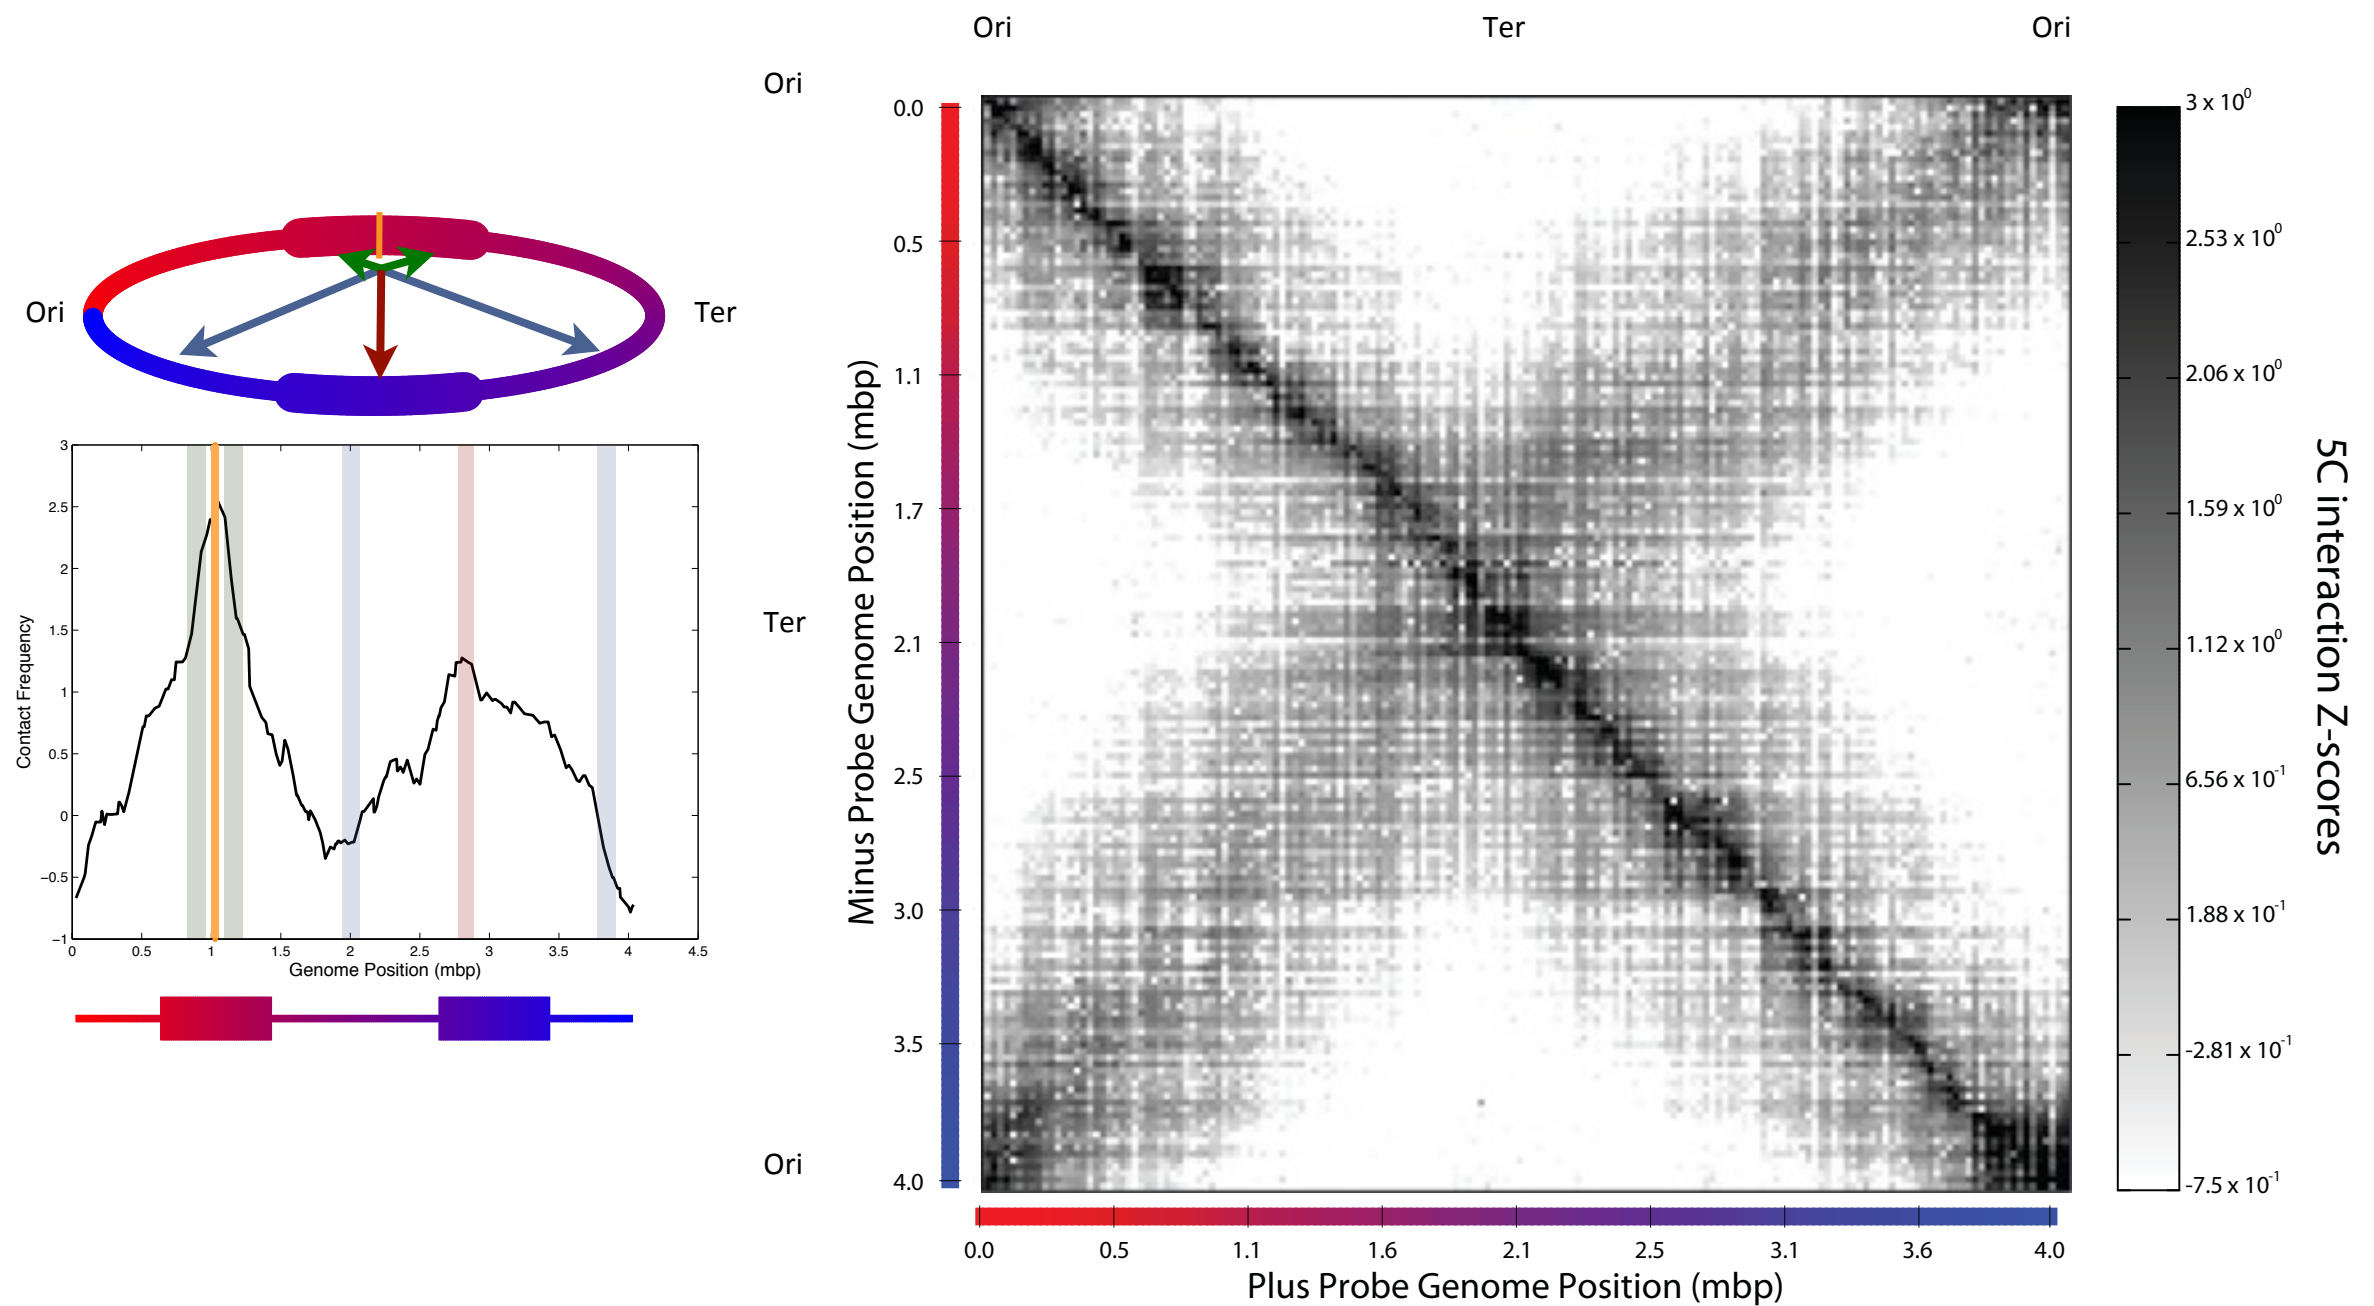 Ori Ter Ori
Ori
Ori Ter
3
2.5
2
1.5
1
0.5
0
−0.5
−1
Contact Frequency
0 0.5 1 1.5 2 2.5 3 3.5 4 4.5
Genome Position (mbp)
Ter
Ori
Minus Probe Genome Position (mbp)
0.0
0.5
1.1
1.7
2.1
2.5
3.0
3.5
4.0
0.0 0.5 1.1 1.6 2.1 2.5 3.1 3.6 4.0
Plus Probe Genome Position (mbp)
3 x 10^0
2.53 x 10^0
2.06 x 10^0
1.59 x 10^0
1.12 x 10^0
6.56 x 10^-1
1.88 x 10^-1
-2.81 x 10^-1
-7.5 x 10^-1
5C interaction Z-scores